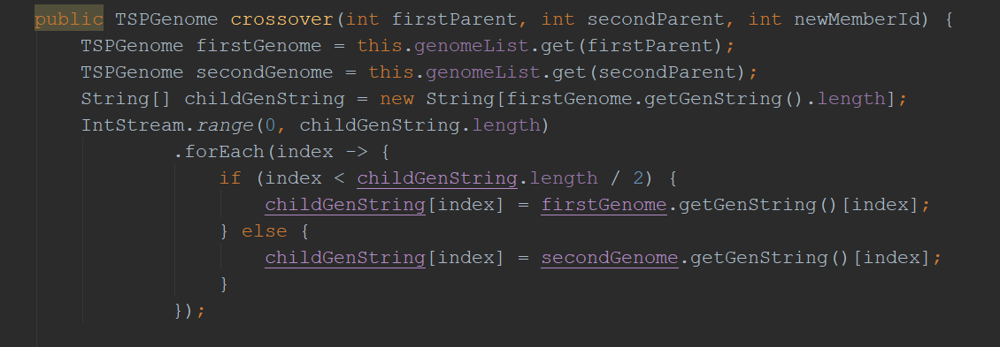 public TSPGenome crossover(int firstParent, int secondParent, int newMemberId) {
    TSPGenome firstGenome = this.genomeList.get(firstParent);
    TSPGenome secondGenome = this.genomeList.get(secondParent);
    String[] childGenString = new String[firstGenome.getGenString().length];
    IntStream.range(0, childGenString.length)
            .forEach(index -> {
                if (index < childGenString.length / 2) {
                    childGenString[index] = firstGenome.getGenString()[index];
                } else {
                    childGenString[index] = secondGenome.getGenString()[index];
                }
            });